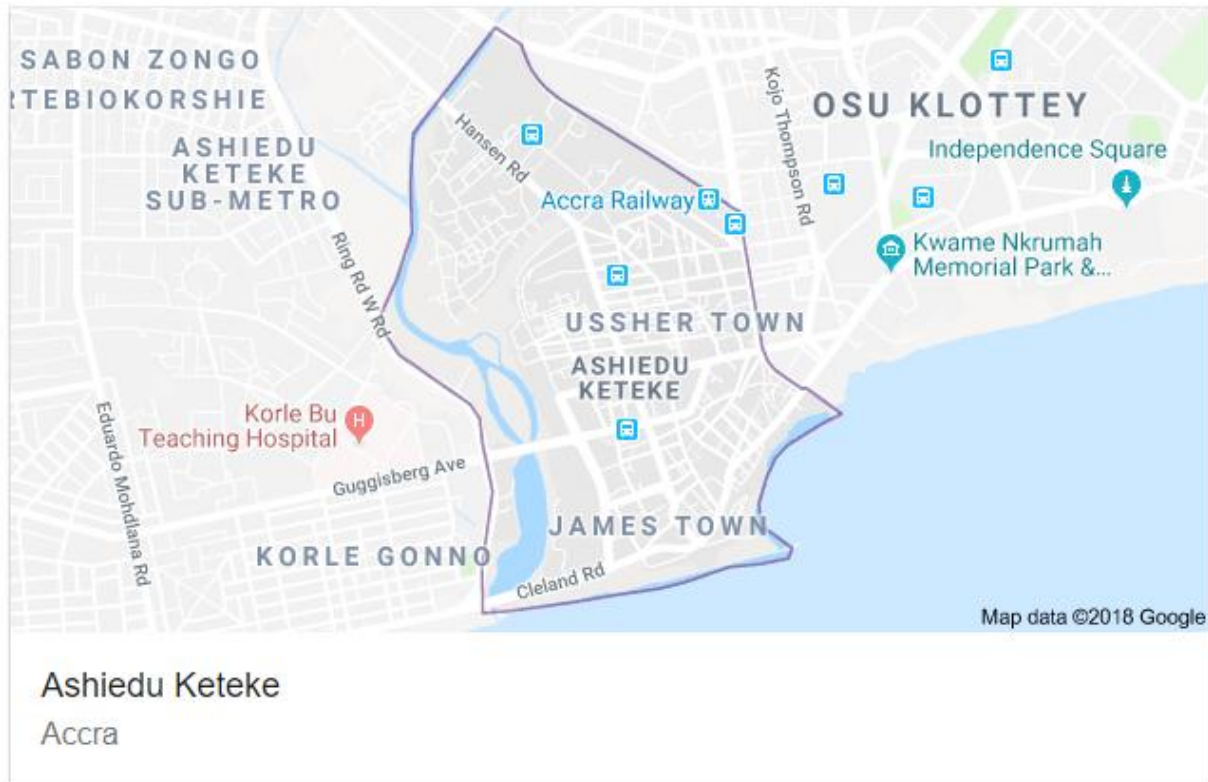 SABON ZONGO
RTEBIOKORSHIE
ASHIEDU
KETEKE
SUB-METRO
Hansen Rd
Kojo Thompson Rd
OSU KLOTTEY
Independence Square
Accra Railway
Kwame Nkrumah
Memorial Park &...
Ring Rd W Rd
USSHER TOWN
ASHIEDU
KETEKE
Korle Bu
Teaching Hospital
H
Eduardo Mohdlana Rd
Guggisberg Ave
JAMES TOWN
KORLE GONNO
Cleland Rd
Map data ©2018 Google
Ashiedu Keteke
Accra